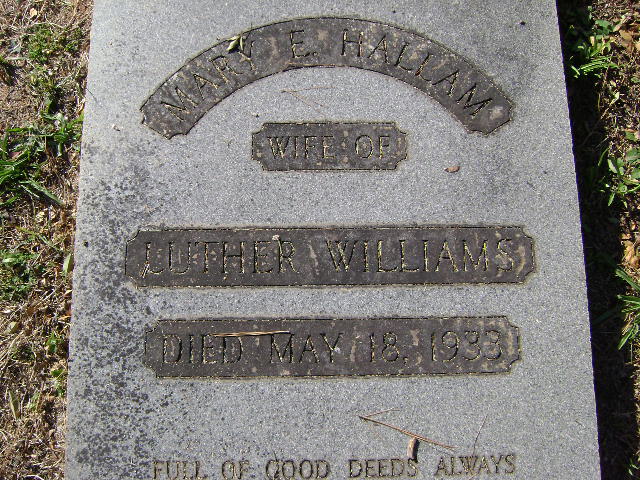 MARY E. HALLAM
WIFE OF
LUTHER WILLIAMS
DIED MAY 18, 1933
FULL OF GOOD DEEDS ALWAYS